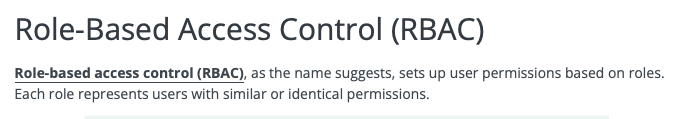 Role-Based Access Control (RBAC)
Role-based access control (RBAC), as the name suggests, sets up user permissions based on roles.
Each role represents users with similar or identical permissions.